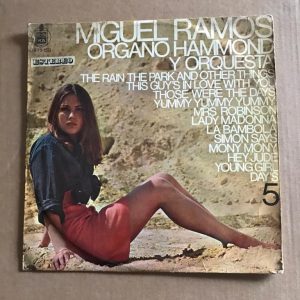 MIGUEL RAMOS
ORGANO HAMMOND
Y ORQUESTA
ESTEREO
THE RAIN THE PARK AND OTHER THINGS
THIS GUY'S IN LOVE WITH YOU
THOSE WERE THE DAYS
YUMMY YUMMY YUMMY
MRS ROBINSON
LADY MADONNA
LA BAMBOLA
SIMON SAYS
MONY MONY
HEY JUDE
YOUNG GIRL
DAYS
5